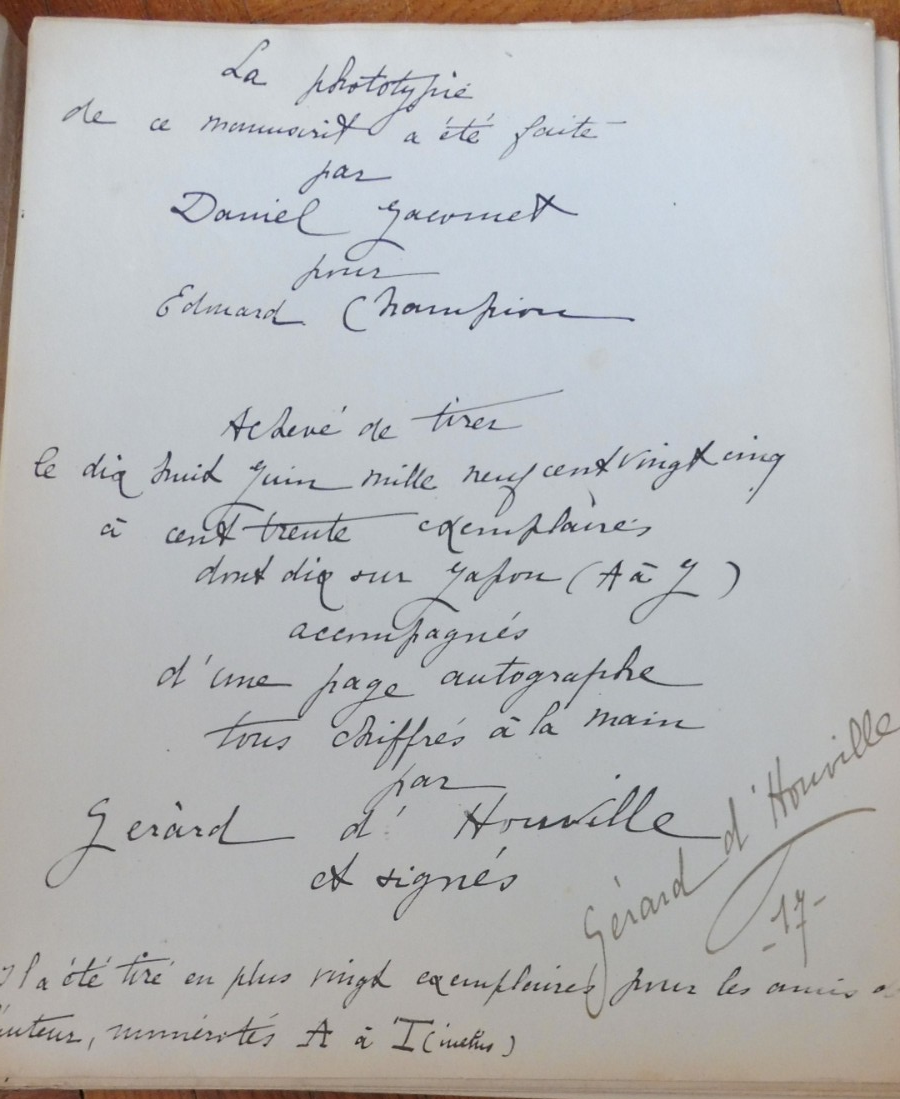 La phototypie
de ce manuscrit a été faite
par
Daniel Jacomet
pour
Edouard Champion
Achevé de tirer
le dix huit Juin mille neuf cent vingt cinq
à cent trente exemplaires
dont dix sur Japon (A à J)
accompagnés
d'une page autographe
tous chiffrés à la main
par
Gérard d'Houville
et signés
Gérard d'Houville
-17-
Il a été tiré en plus vingt exemplaires pour les amis de
l'auteur, numérotés A à T (inclus)